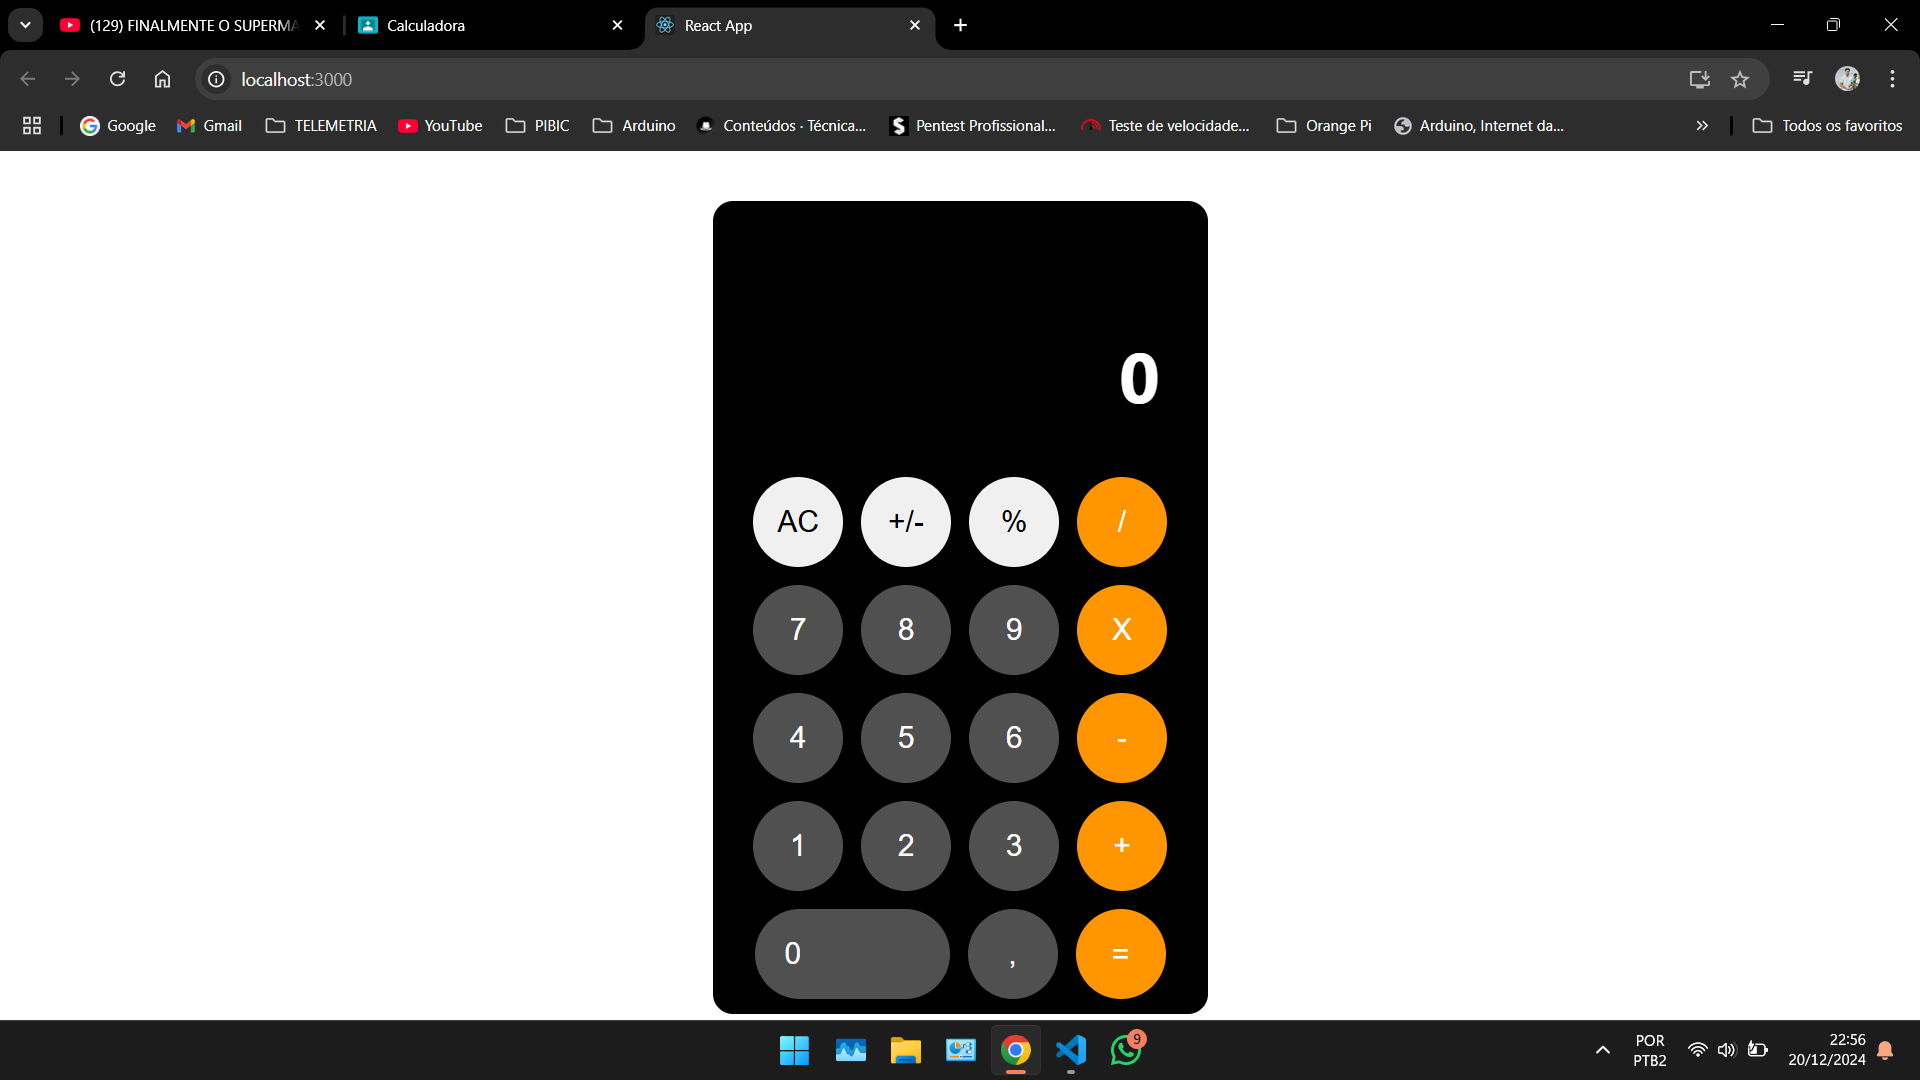 (129) FINALMENTE O SUPERMA
Calculadora
React App
localhost:3000
Google
Gmail
TELEMETRIA
YouTube
PIBIC
Arduino
Conteúdos · Técnica...
Pentest Profissional...
Teste de velocidade...
Orange Pi
Arduino, Internet da...
Todos os favoritos
0
AC +/- % /
7 8 9 X
4 5 6 -
1 2 3 +
0 , =
9
POR
PTB2
22:56
20/12/2024